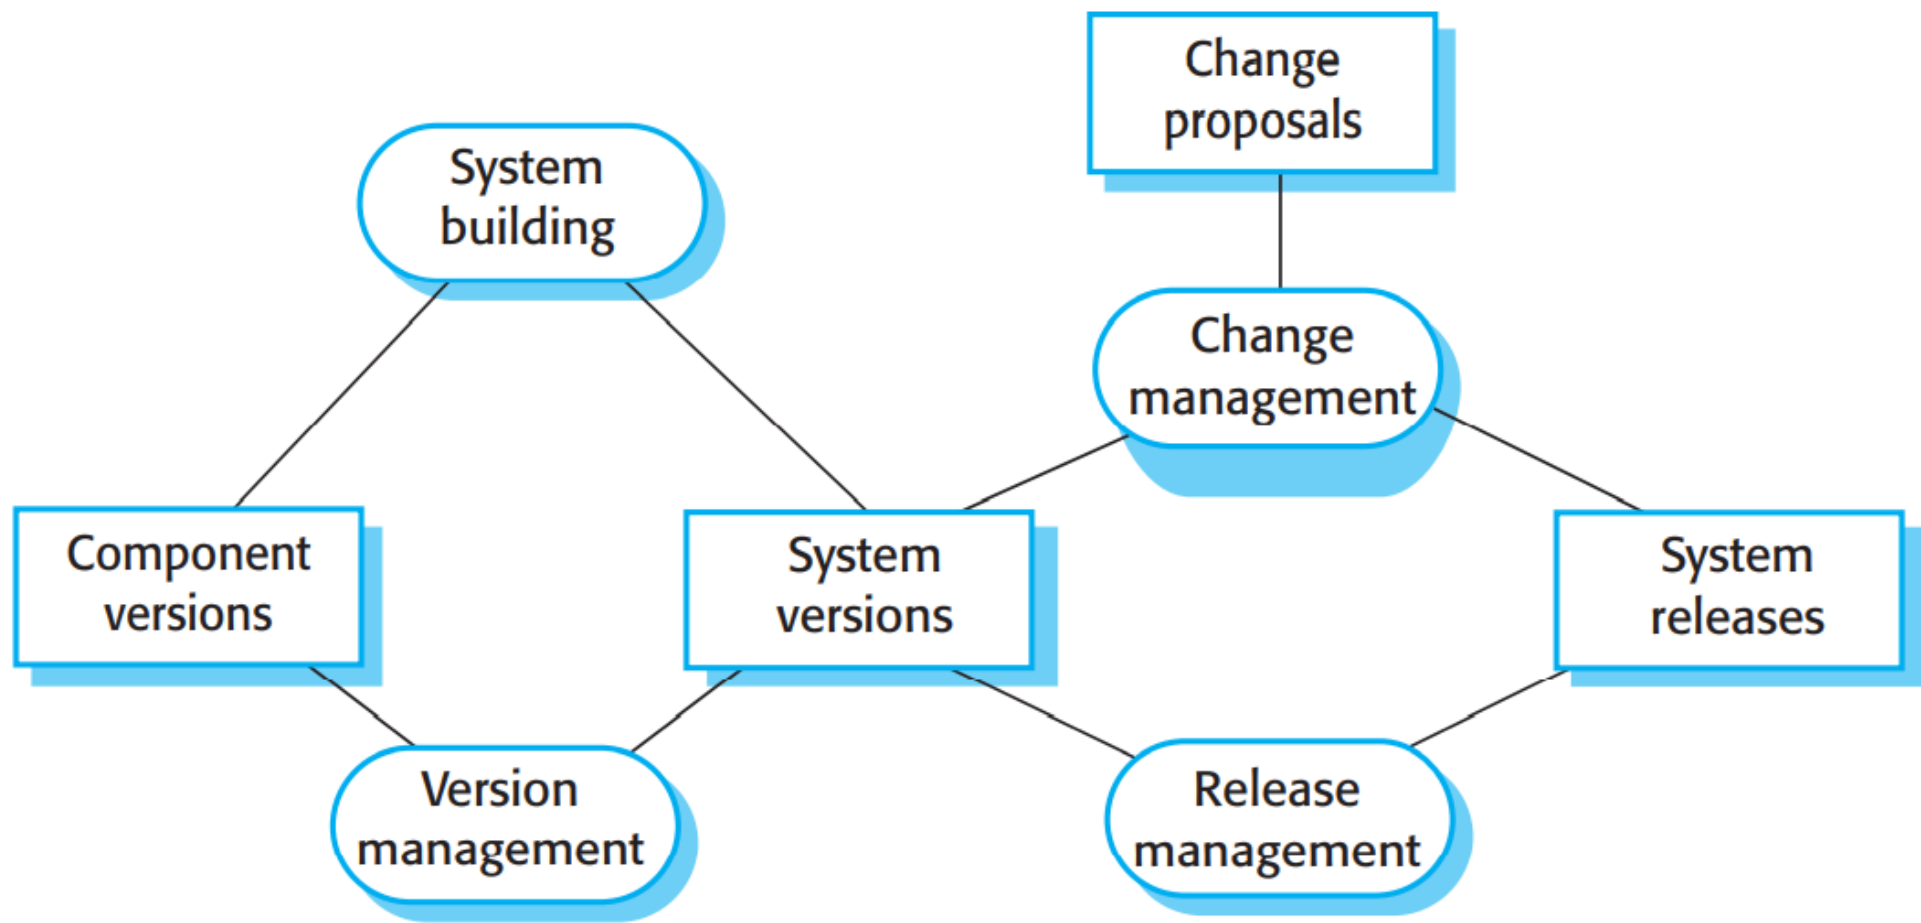 Change
proposals
System
building
Change
management
Component
versions
System
versions
System
releases
Version
management
Release
management